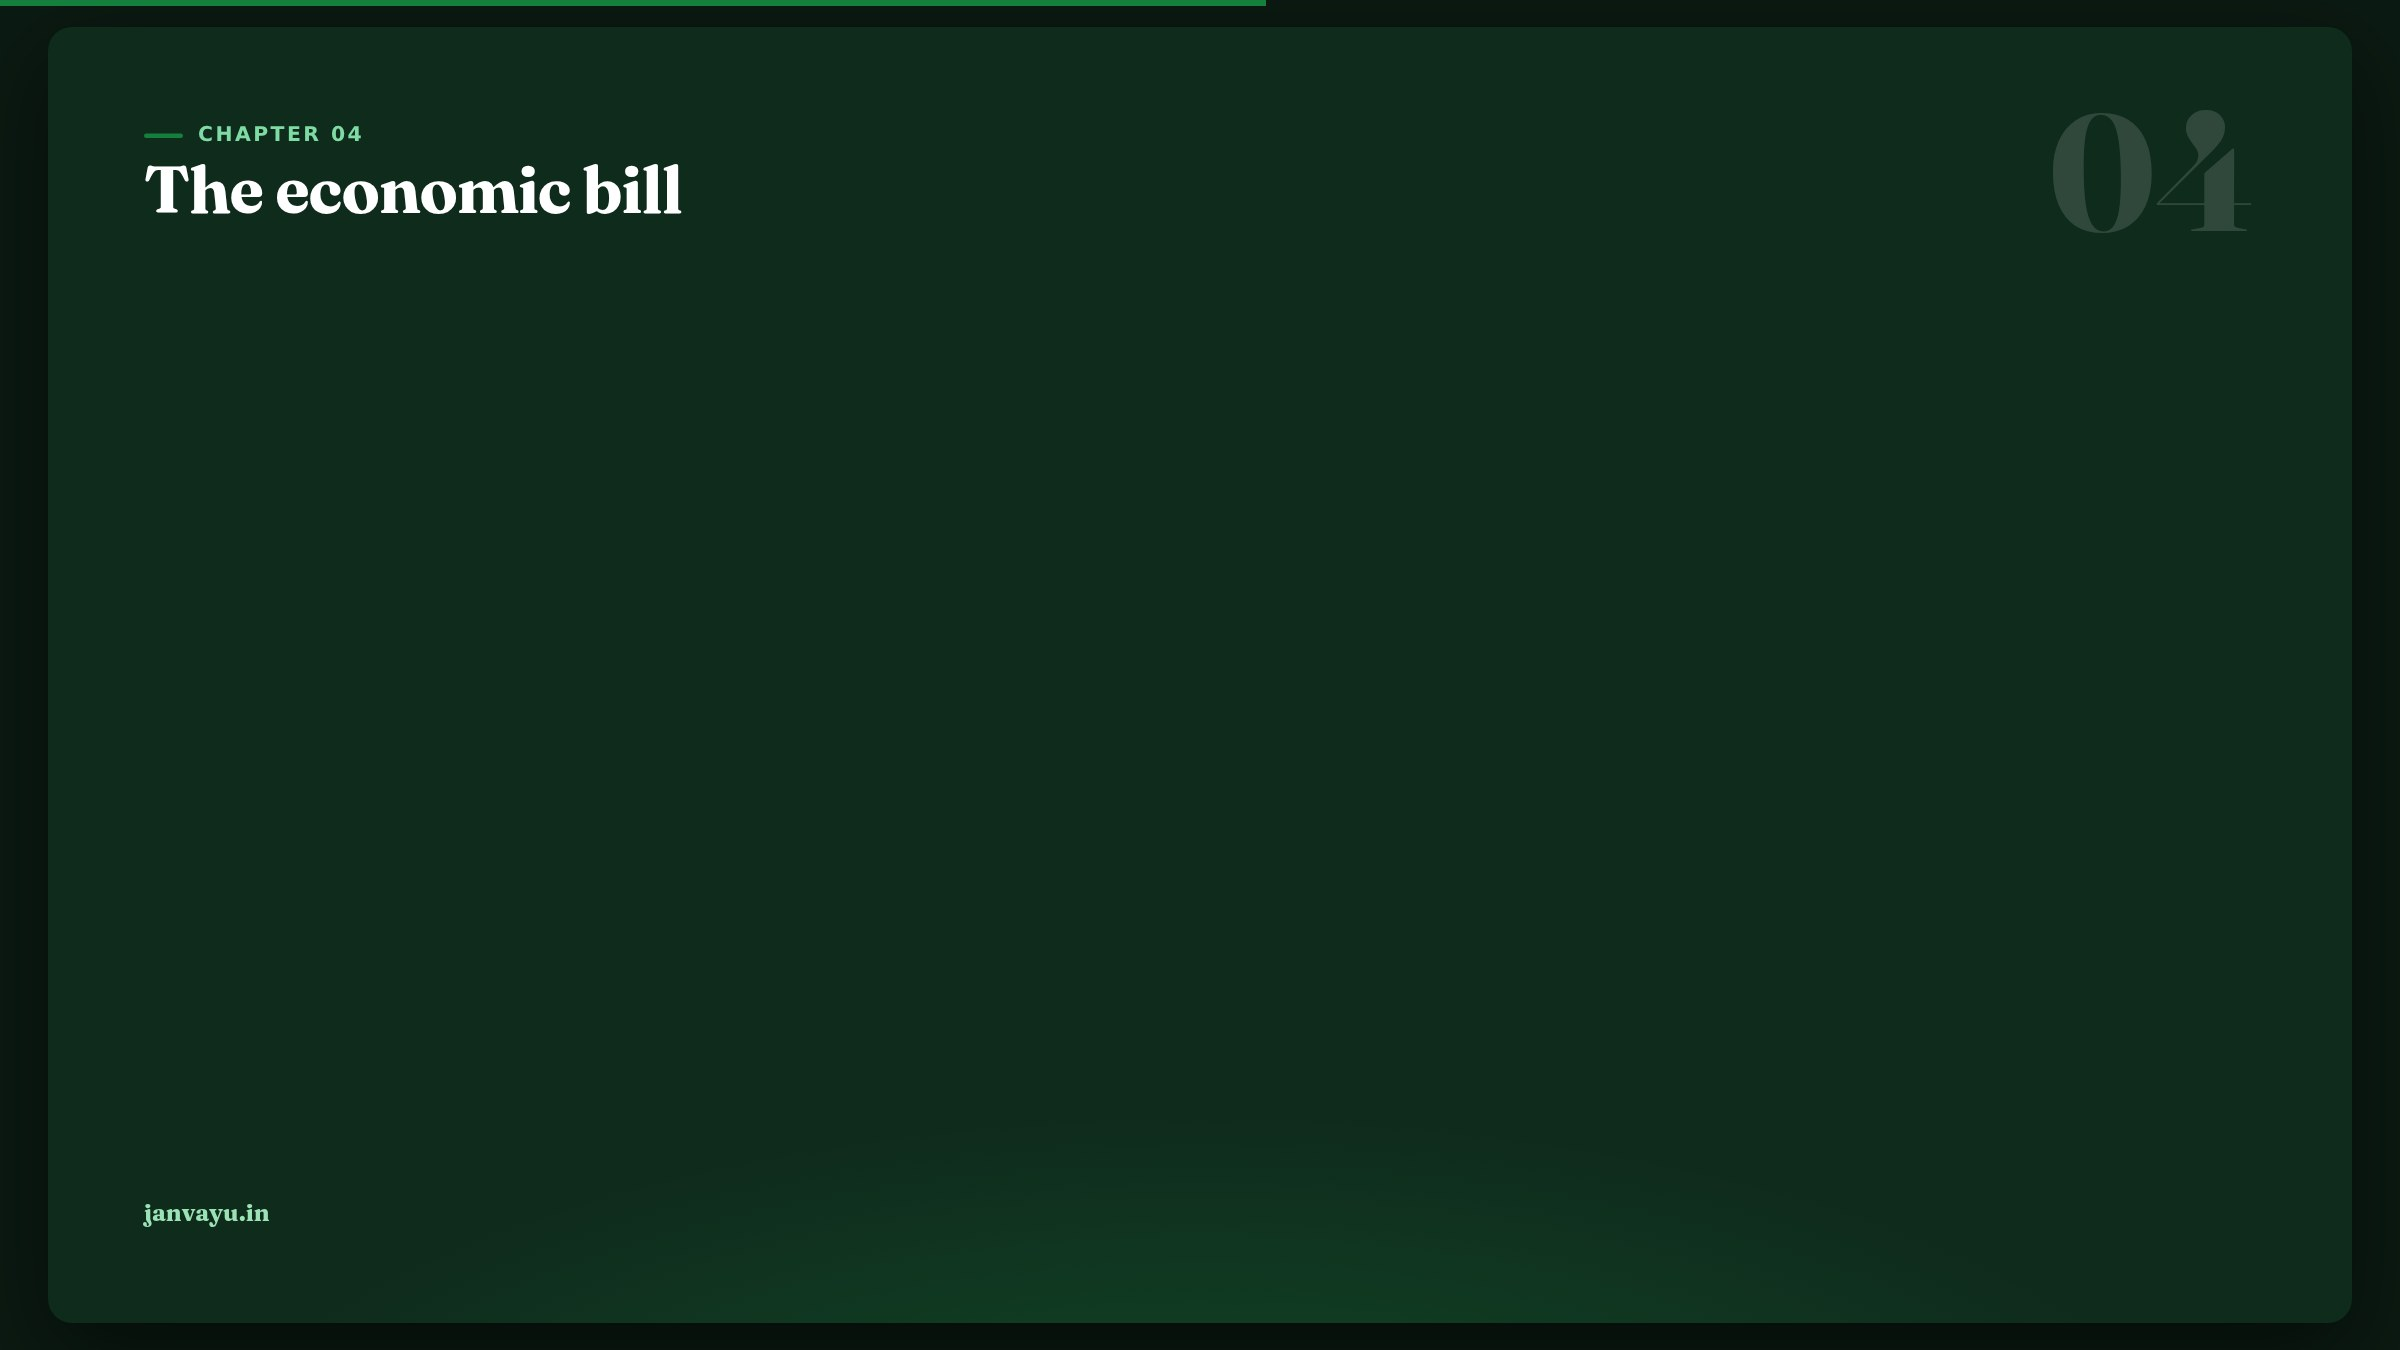 CHAPTER 04
The economic bill
04
janvayu.in